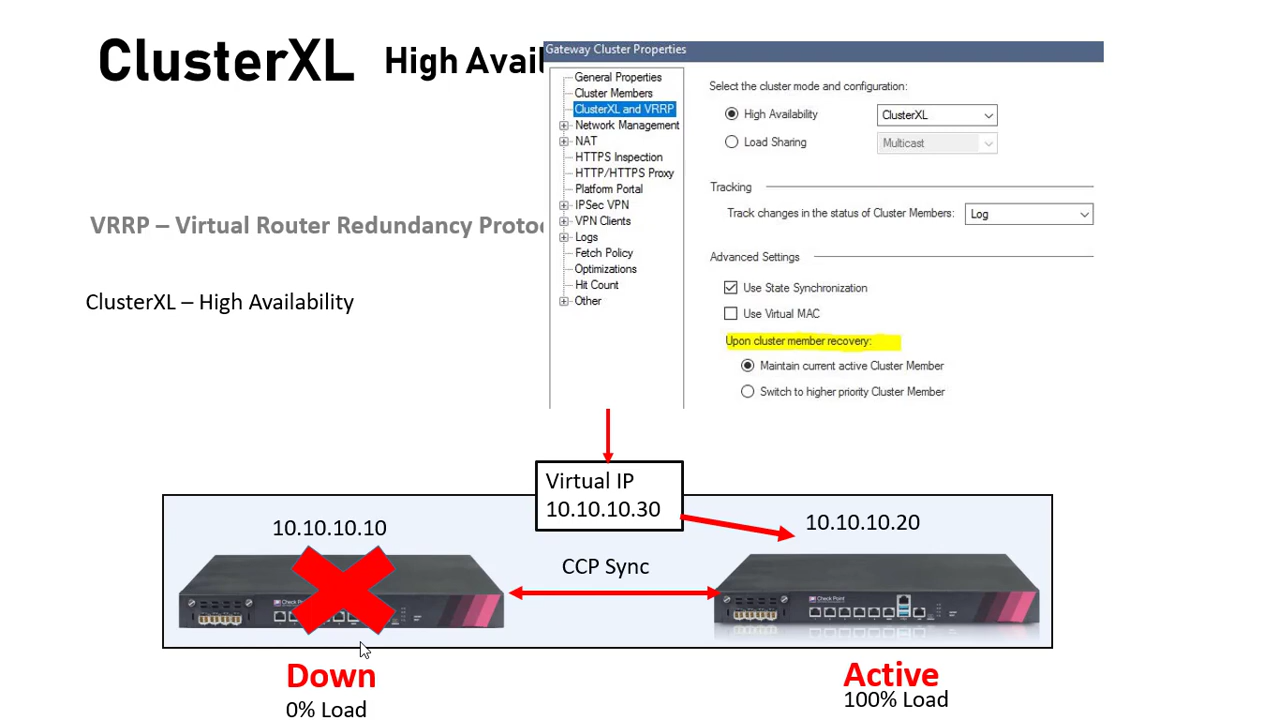 ClusterXL High Avail
Gateway Cluster Properties
General Properties
Cluster Members
ClusterXL and VRRP
Network Management
NAT
HTTPS Inspection
HTTP/HTTPS Proxy
Platform Portal
IPSec VPN
VPN Clients
Logs
Fetch Policy
Optimizations
Hit Count
Other
Select the cluster mode and configuration:
High Availability ClusterXL
Load Sharing Multicast
Tracking
Track changes in the status of Cluster Members: Log
Advanced Settings
Use State Synchronization
Use Virtual MAC
Upon cluster member recovery:
Maintain current active Cluster Member
Switch to higher priority Cluster Member
VRRP – Virtual Router Redundancy Proto
ClusterXL – High Availability
Virtual IP
10.10.10.30
10.10.10.10
10.10.10.20
CCP Sync
Check Point
Down
0% Load
Active
100% Load